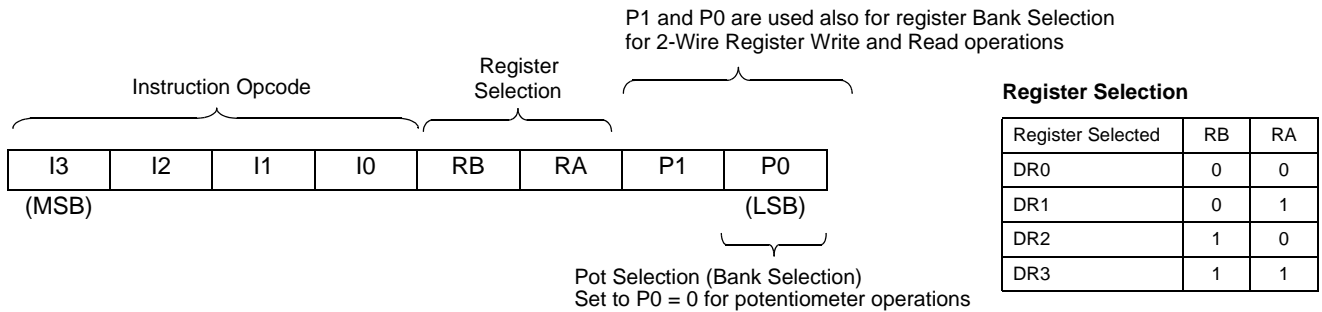 P1 and P0 are used also for register Bank Selection
for 2-Wire Register Write and Read operations
Register
Selection
Instruction Opcode
I3 I2 I1 I0 RB RA P1 P0
(MSB) (LSB)
Pot Selection (Bank Selection)
Set to P0 = 0 for potentiometer operations
Register Selection
Register Selected RB RA
DR0 0 0
DR1 0 1
DR2 1 0
DR3 1 1